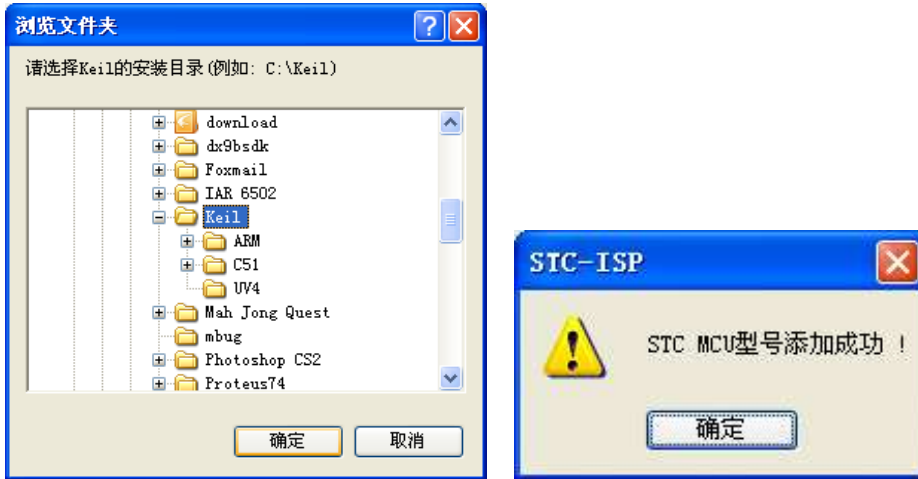 浏览文件夹
请选择Keil的安装目录(例如: C:\Keil)
download
dx9bsdk
Foxmail
IAR 6502
Keil
ARM
C51
UV4
Mah Jong Quest
mbug
Photoshop CS2
Proteus74
确定
取消
STC-ISP
STC MCU型号添加成功 !
确定